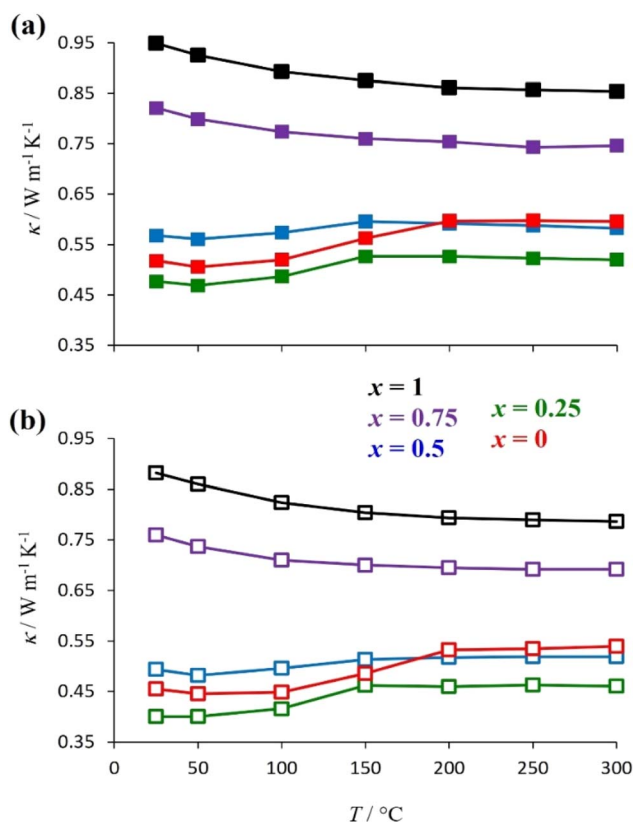 (a)
0.95
0.85
0.75
0.65
0.55
0.45
0.35
κ / W m⁻¹ K⁻¹
x = 1
x = 0.75
x = 0.5
x = 0.25
x = 0
(b)
0.95
0.85
0.75
0.65
0.55
0.45
0.35
κ / W m⁻¹ K⁻¹
0 50 100 150 200 250 300
T / °C